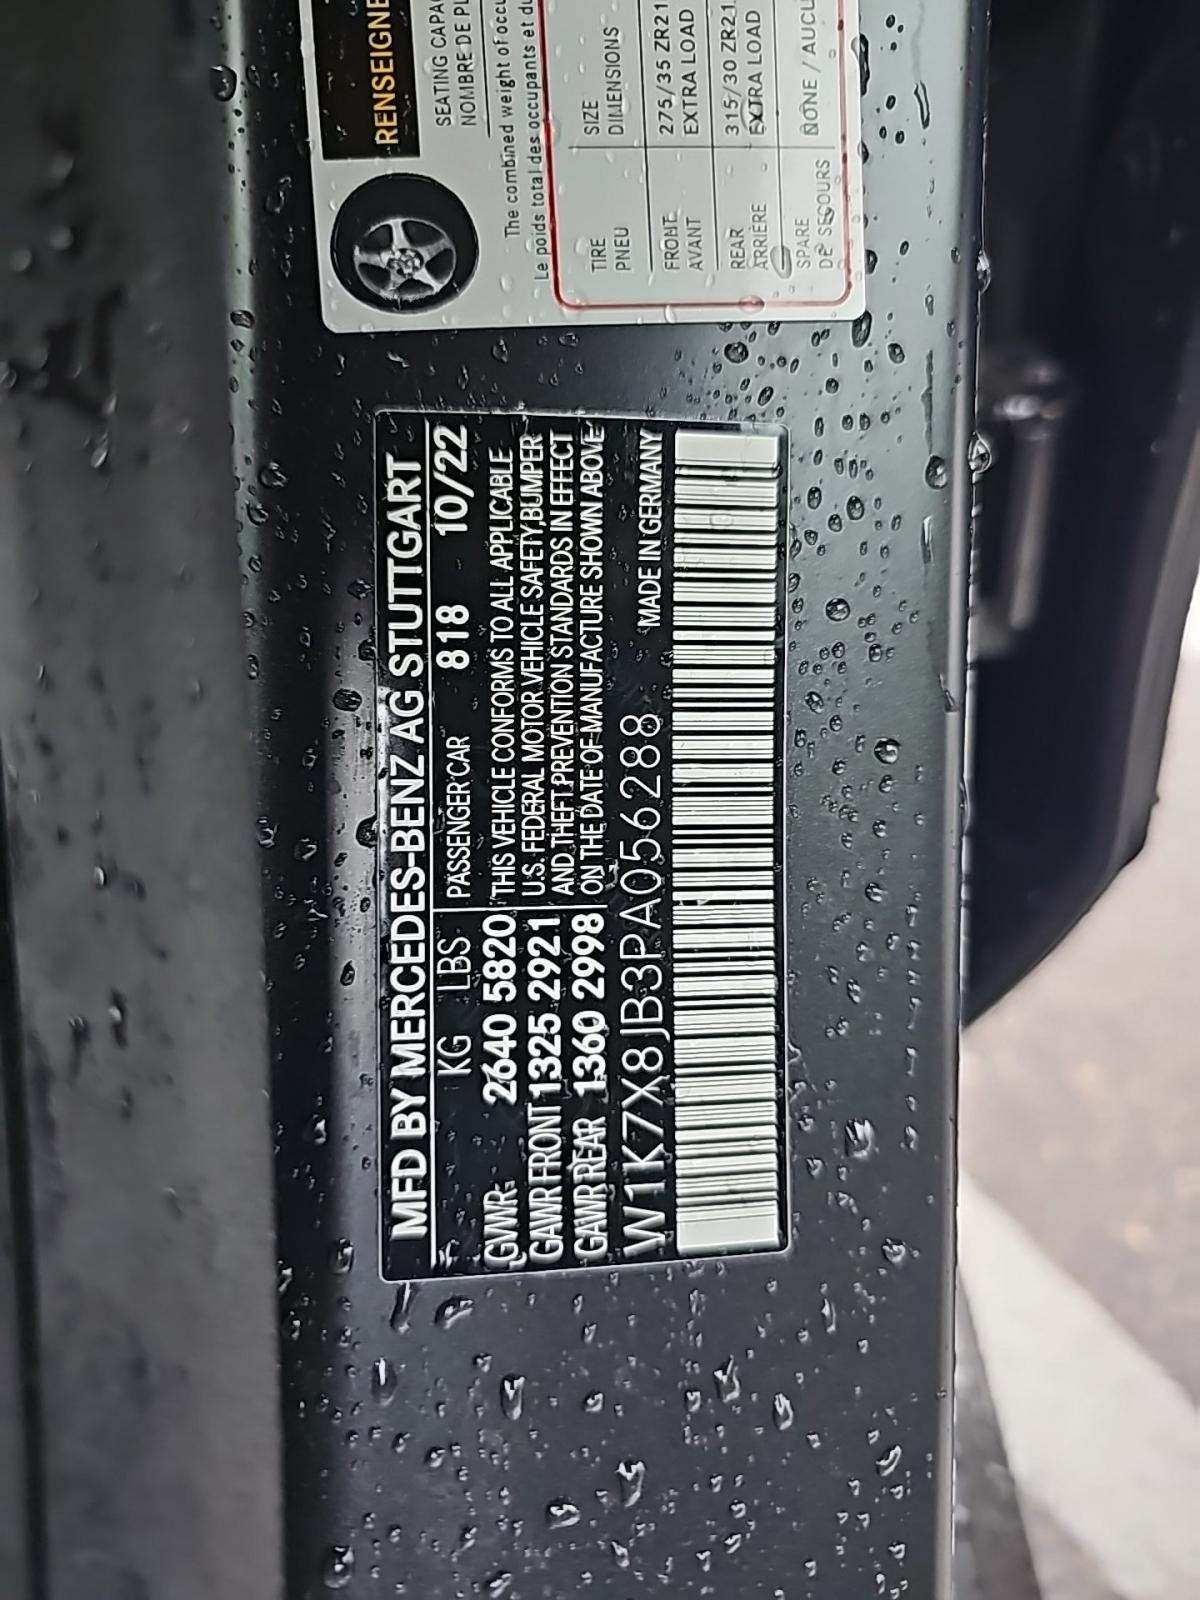 MFD BY MERCEDES-BENZ AG STUTTGART
KG LBS PASSENGER CAR 818 10/22
GVWR 2640 5820 THIS VEHICLE CONFORMS TO ALL APPLICABLE
GAWR FRONT 1325 2921 U.S. FEDERAL MOTOR VEHICLE SAFETY,BUMPER
GAWR REAR 1360 2998 AND THEFT PREVENTION STANDARDS IN EFFECT
ON THE DATE OF MANUFACTURE SHOWN ABOVE
W1K7X8JB3PA056288 MADE IN GERMANY
RENSEIGNE
SEATING CAPA
NOMBRE DE PL
The combined weight of occu
Le poids total des occupants et du
TIRE SIZE
PNEU DIMENSIONS
FRONT 275/35 ZR21
AVANT EXTRA LOAD
REAR 315/30 ZR21
ARRIÈRE EXTRA LOAD
SPARE NONE / AUCU
DE SECOURS